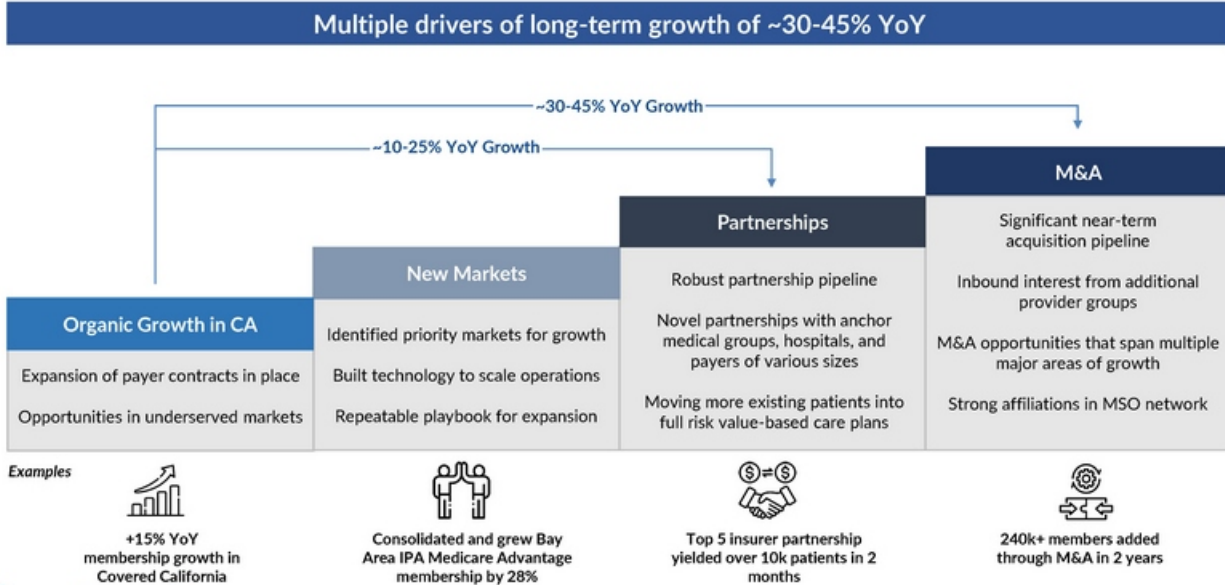 Multiple drivers of long-term growth of ~30-45% YoY
~30-45% YoY Growth
~10-25% YoY Growth
Organic Growth in CA
Expansion of payer contracts in place
Opportunities in underserved markets
New Markets
Identified priority markets for growth
Built technology to scale operations
Repeatable playbook for expansion
Partnerships
Robust partnership pipeline
Novel partnerships with anchor
medical groups, hospitals, and
payers of various sizes
Moving more existing patients into
full risk value-based care plans
M&A
Significant near-term
acquisition pipeline
Inbound interest from additional
provider groups
M&A opportunities that span multiple
major areas of growth
Strong affiliations in MSO network
Examples
+15% YoY
membership growth in
Covered California
Consolidated and grew Bay
Area IPA Medicare Advantage
membership by 28%
$ $
Top 5 insurer partnership
yielded over 10k patients in 2
months
240k+ members added
through M&A in 2 years